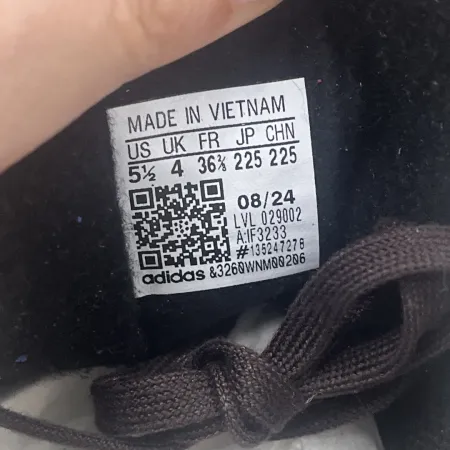 MADE IN VIETNAM
US UK FR JP CHN
5½ 4 36⅔ 225 225
08/24
LVL 029002
A:IF3233
#135247278
adidas &3260WNM00206